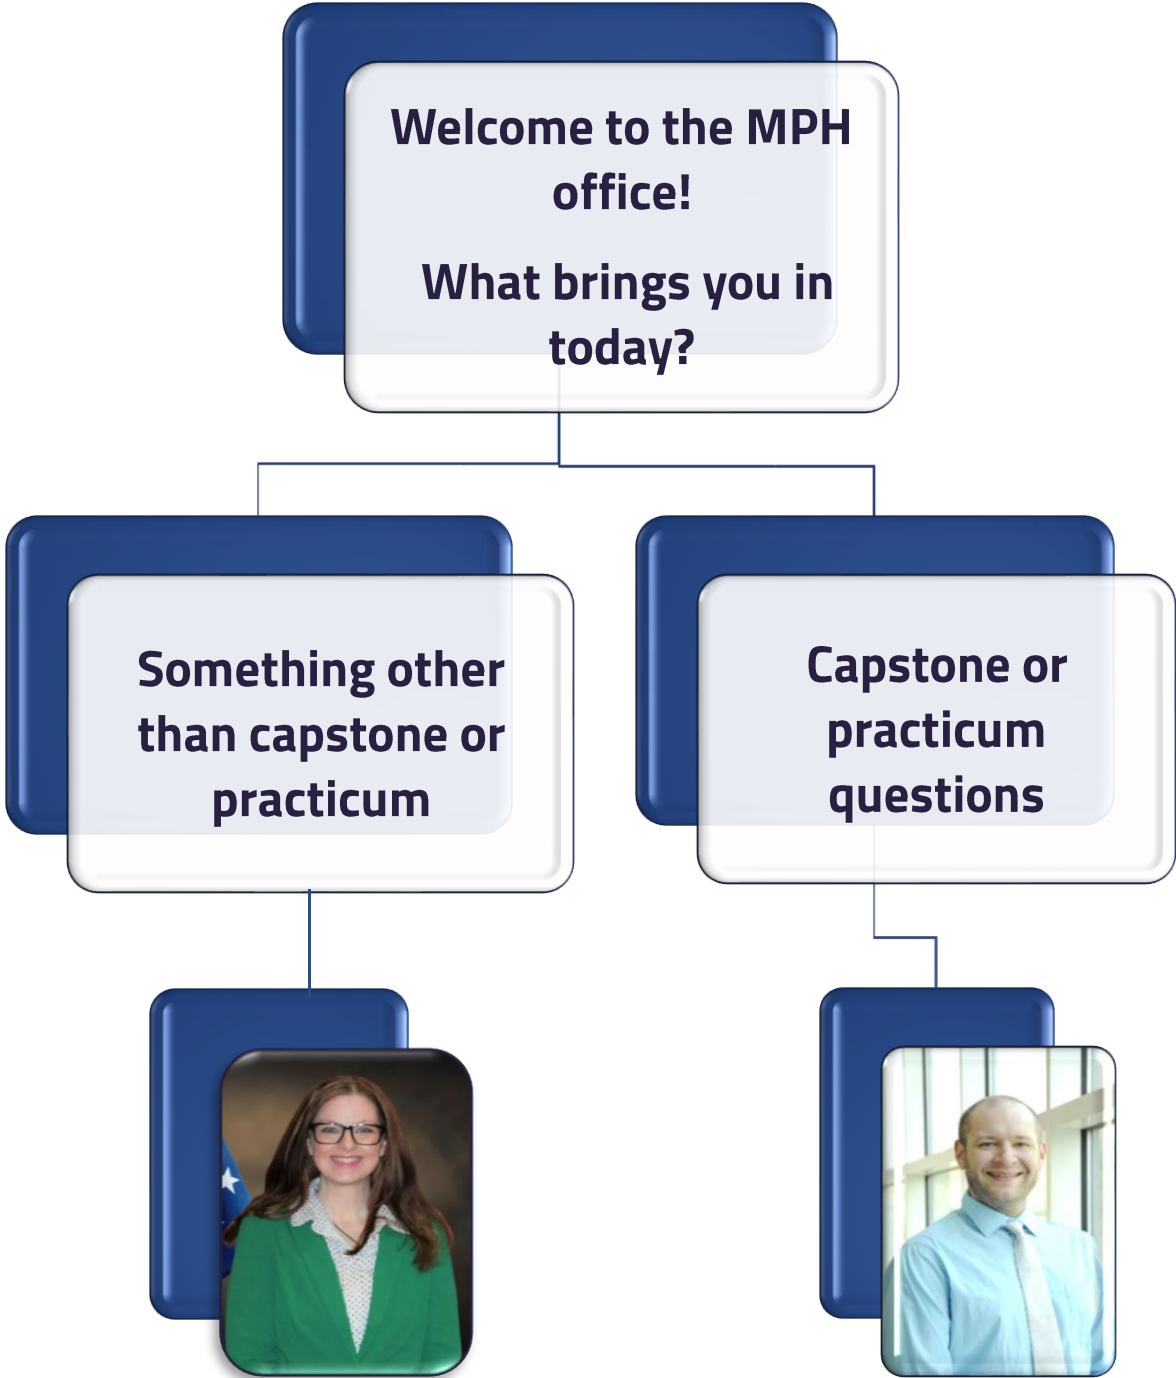 Welcome to the MPH
office!
What brings you in
today?
Something other
than capstone or
practicum
Capstone or
practicum
questions